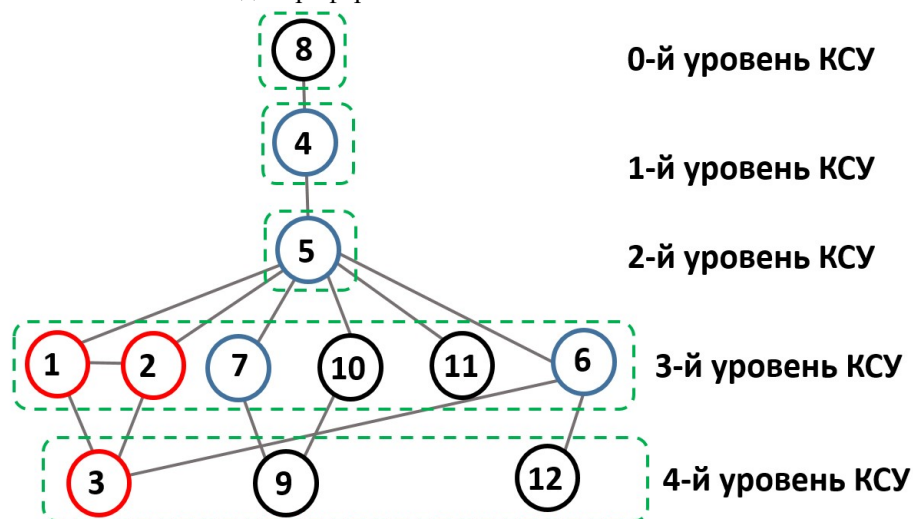 8
0-й уровень КСУ
4
1-й уровень КСУ
5
2-й уровень КСУ
1 2 7 10 11 6
3-й уровень КСУ
3 9 12
4-й уровень КСУ